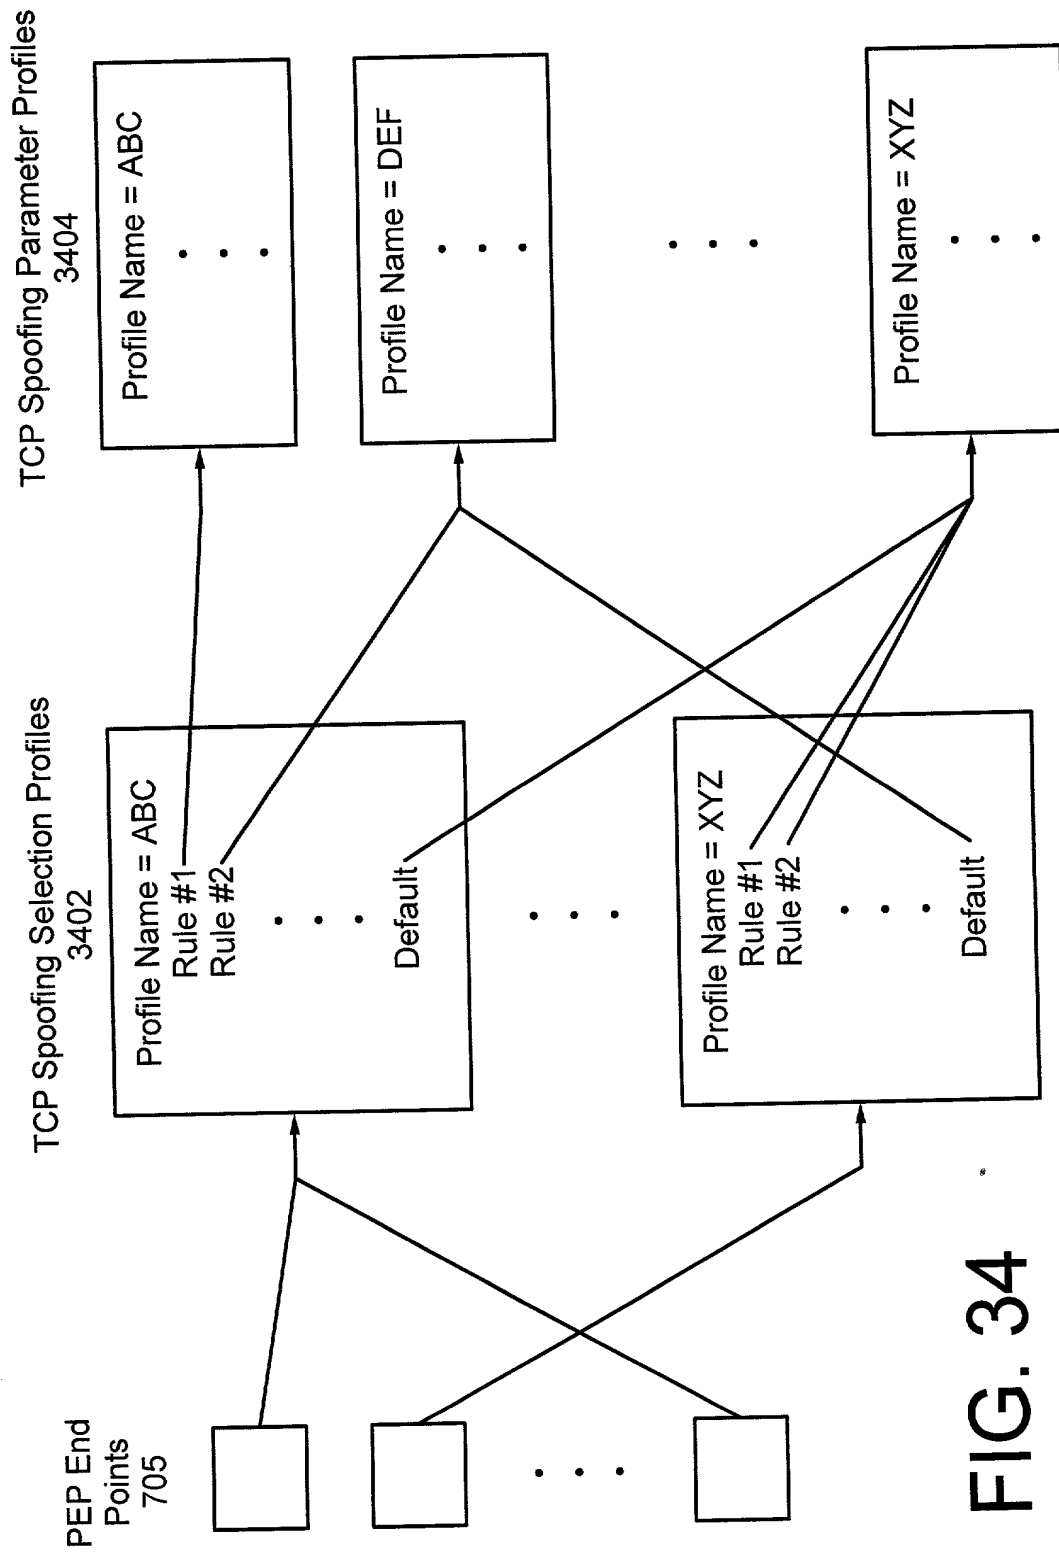 PEP End
Points
705
TCP Spoofing Selection Profiles
3402
Profile Name = ABC
Rule #1
Rule #2
Default
Profile Name = XYZ
Rule #1
Rule #2
Default
TCP Spoofing Parameter Profiles
3404
Profile Name = ABC
Profile Name = DEF
Profile Name = XYZ
FIG. 34